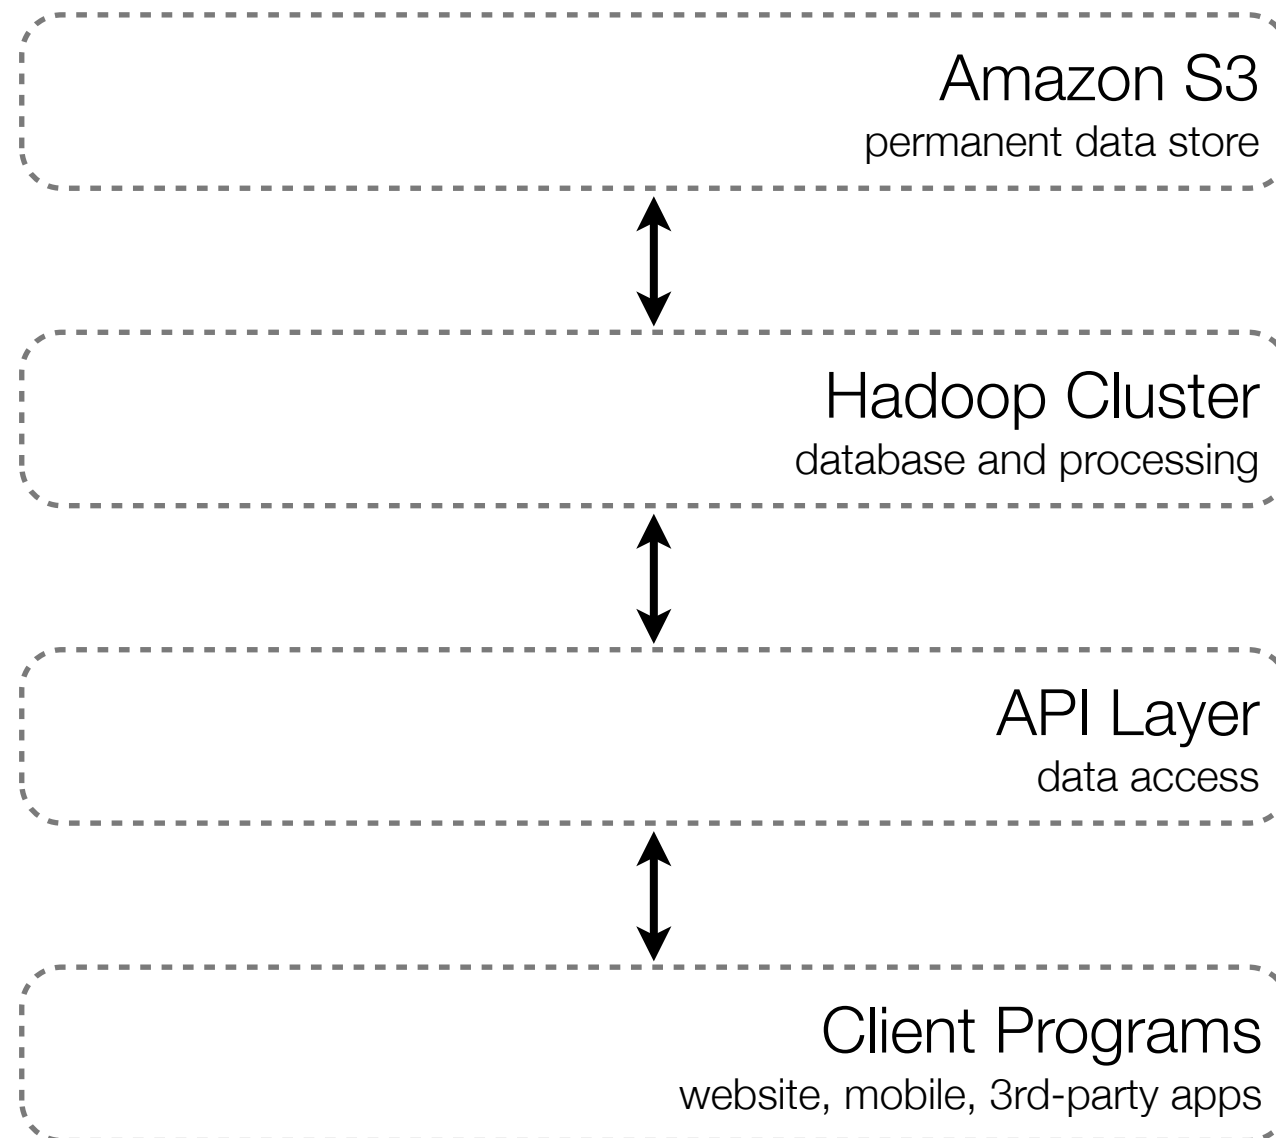 Amazon S3
permanent data store
Hadoop Cluster
database and processing
API Layer
data access
Client Programs
website, mobile, 3rd-party apps